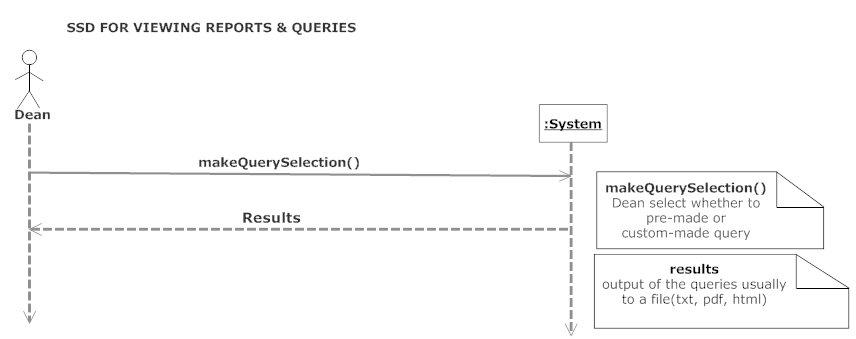 SSD FOR VIEWING REPORTS & QUERIES
Dean
:System
makeQuerySelection()
makeQuerySelection()
Dean select whether to
pre-made or
custom-made query
Results
results
output of the queries usually
to a file(txt, pdf, html)